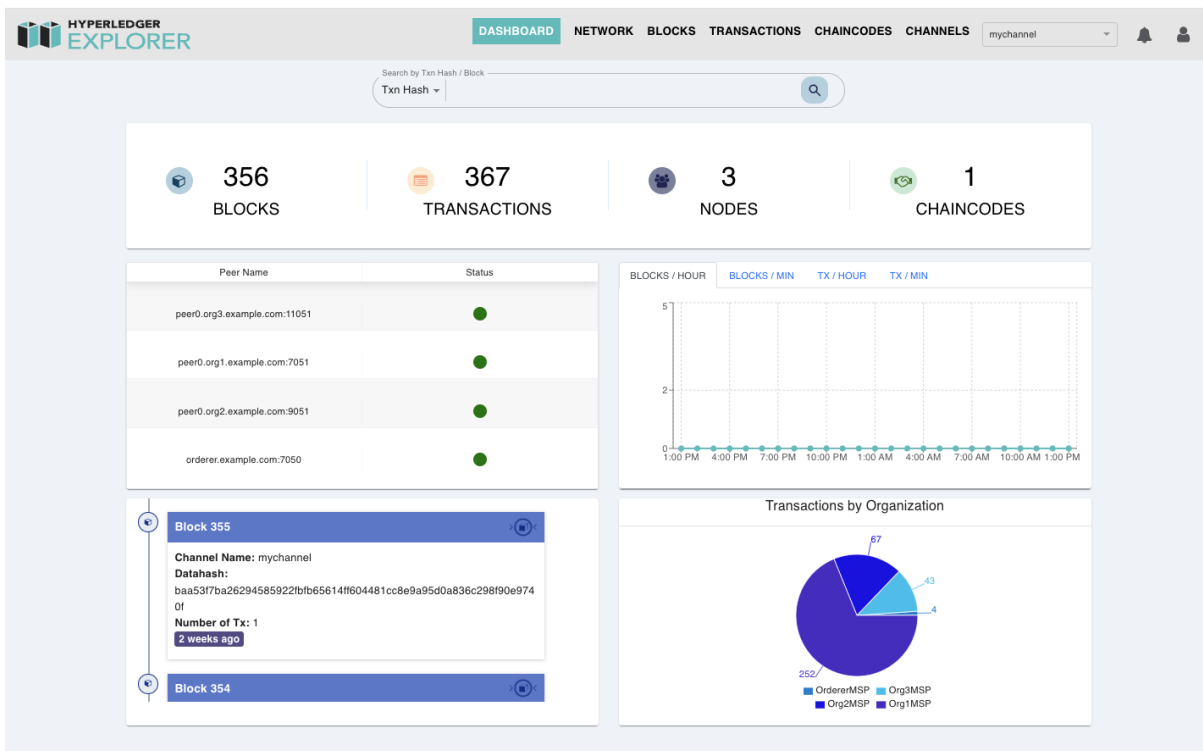 HYPERLEDGER
EXPLORER
DASHBOARD NETWORK BLOCKS TRANSACTIONS CHAINCODES CHANNELS mychannel
Search by Txn Hash / Block
Txn Hash
356 367 3 1
BLOCKS TRANSACTIONS NODES CHAINCODES
Peer Name Status
peer0.org3.example.com:11051
peer0.org1.example.com:7051
peer0.org2.example.com:9051
orderer.example.com:7050
BLOCKS / HOUR BLOCKS / MIN TX / HOUR TX / MIN
5
2
0
1:00 PM 4:00 PM 7:00 PM 10:00 PM 1:00 AM 4:00 AM 7:00 AM 10:00 AM 1:00 PM
Block 355
Channel Name: mychannel
Datahash:
baa53f7ba26294585922fbfb65614ff604481cc8e9a95d0a836c298f90e974
0f
Number of Tx: 1
2 weeks ago
Block 354
Transactions by Organization
67
43
4
252
OrdererMSP Org3MSP
Org2MSP Org1MSP